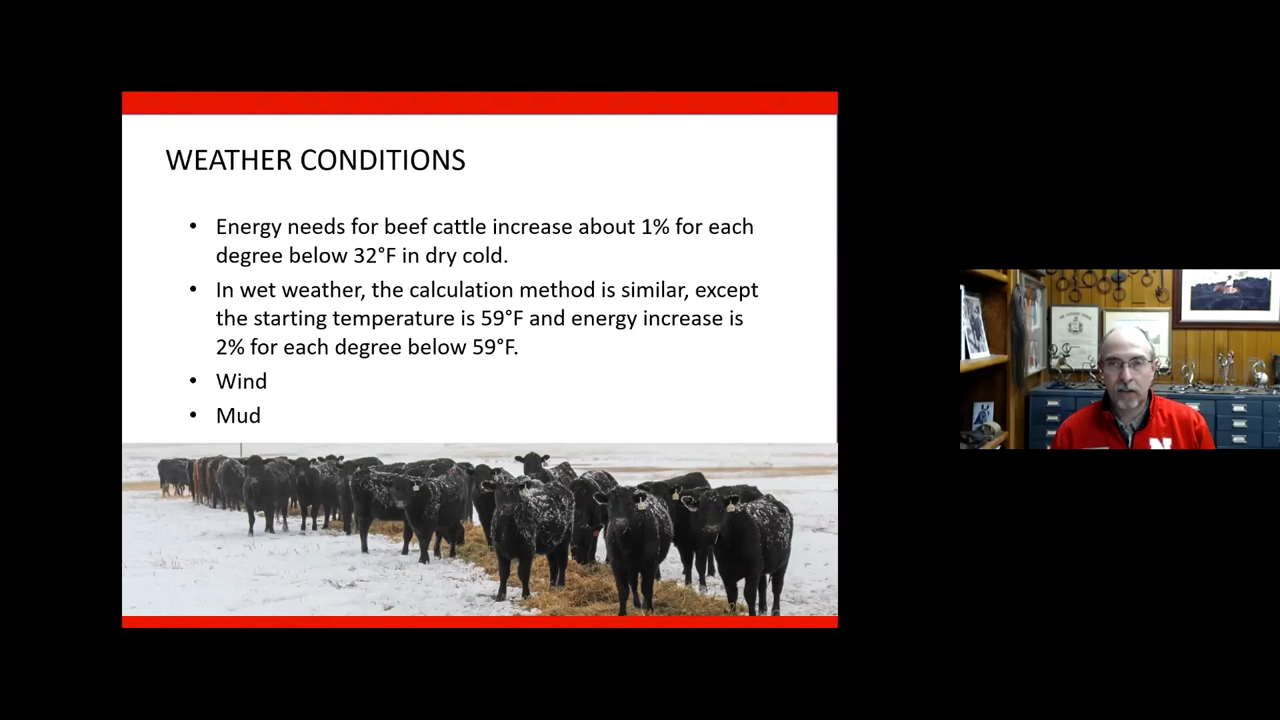 WEATHER CONDITIONS
• Energy needs for beef cattle increase about 1% for each
degree below 32°F in dry cold.
• In wet weather, the calculation method is similar, except
the starting temperature is 59°F and energy increase is
2% for each degree below 59°F.
• Wind
• Mud
N